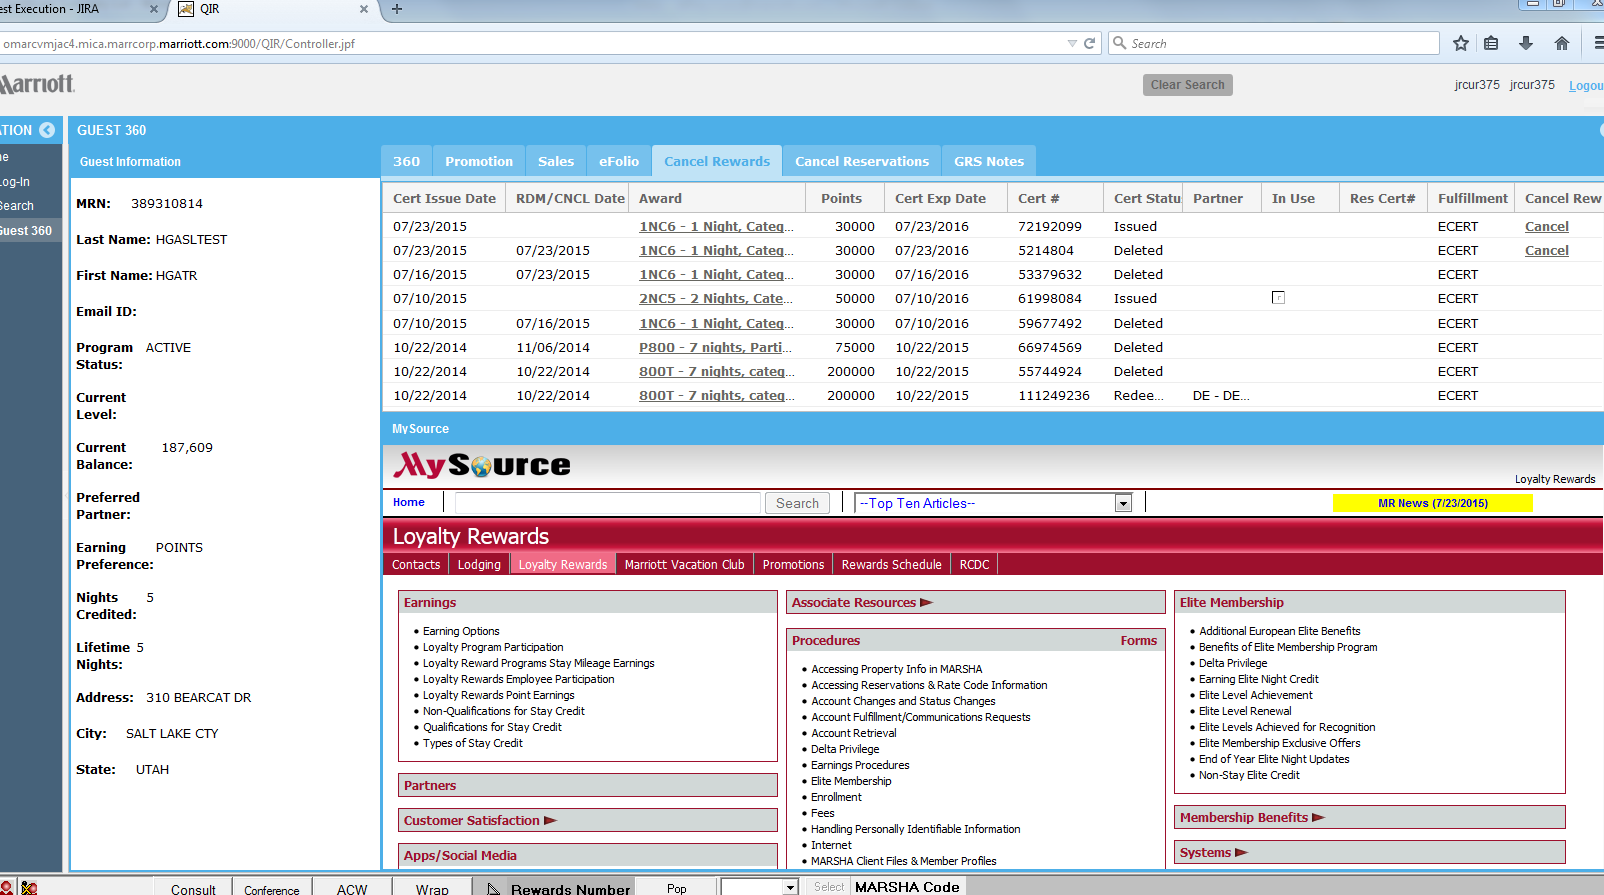 est Execution - JIRA
QIR
omarcvmjac4.mica.marrcorp.marriott.com:9000/QIR/Controller.jpf
Search
Marriott
Clear Search
jrcur375 jrcur375 Logou
ATION
GUEST 360
Log-In
Search
Guest 360
Guest Information
360 Promotion Sales eFolio Cancel Rewards Cancel Reservations GRS Notes
MRN: 389310814
Last Name: HGASLTEST
First Name: HGATR
Email ID:
Program Status: ACTIVE
Current Level:
Current Balance: 187,609
Preferred Partner:
Earning Preference: POINTS
Nights Credited: 5
Lifetime Nights: 5
Address: 310 BEARCAT DR
City: SALT LAKE CTY
State: UTAH
Cert Issue Date RDM/CNCL Date Award Points Cert Exp Date Cert # Cert Statu Partner In Use Res Cert# Fulfillment Cancel Rew
07/23/2015 1NC6 - 1 Night, Categ... 30000 07/23/2016 72192099 Issued ECERT Cancel
07/23/2015 07/23/2015 1NC6 - 1 Night, Categ... 30000 07/23/2016 5214804 Deleted ECERT Cancel
07/16/2015 07/23/2015 1NC6 - 1 Night, Categ... 30000 07/16/2016 53379632 Deleted ECERT
07/10/2015 2NC5 - 2 Nights, Cate... 50000 07/10/2016 61998084 Issued ECERT
07/10/2015 07/16/2015 1NC6 - 1 Night, Categ... 30000 07/10/2016 59677492 Deleted ECERT
10/22/2014 11/06/2014 P800 - 7 nights, Parti... 75000 10/22/2015 66974569 Deleted ECERT
10/22/2014 10/22/2014 800T - 7 nights, categ... 200000 10/22/2015 55744924 Deleted ECERT
10/22/2014 10/22/2014 800T - 7 nights, categ... 200000 10/22/2015 111249236 Redee... DE - DE... ECERT
MySource
MySource
Loyalty Rewards
Home Search --Top Ten Articles-- MR News (7/23/2015)
Loyalty Rewards
Contacts Lodging Loyalty Rewards Marriott Vacation Club Promotions Rewards Schedule RCDC
Earnings
Earning Options
Loyalty Program Participation
Loyalty Reward Programs Stay Mileage Earnings
Loyalty Rewards Employee Participation
Loyalty Rewards Point Earnings
Non-Qualifications for Stay Credit
Qualifications for Stay Credit
Types of Stay Credit
Partners
Customer Satisfaction
Apps/Social Media
Associate Resources
Procedures Forms
Accessing Property Info in MARSHA
Accessing Reservations & Rate Code Information
Account Changes and Status Changes
Account Fulfillment/Communications Requests
Account Retrieval
Delta Privilege
Earnings Procedures
Elite Membership
Enrollment
Fees
Handling Personally Identifiable Information
Internet
MARSHA Client Files & Member Profiles
Elite Membership
Additional European Elite Benefits
Benefits of Elite Membership Program
Delta Privilege
Earning Elite Night Credit
Elite Level Achievement
Elite Level Renewal
Elite Levels Achieved for Recognition
Elite Membership Exclusive Offers
End of Year Elite Night Updates
Non-Stay Elite Credit
Membership Benefits
Systems
Consult Conference ACW Wrap Rewards Number Pop Select MARSHA Code